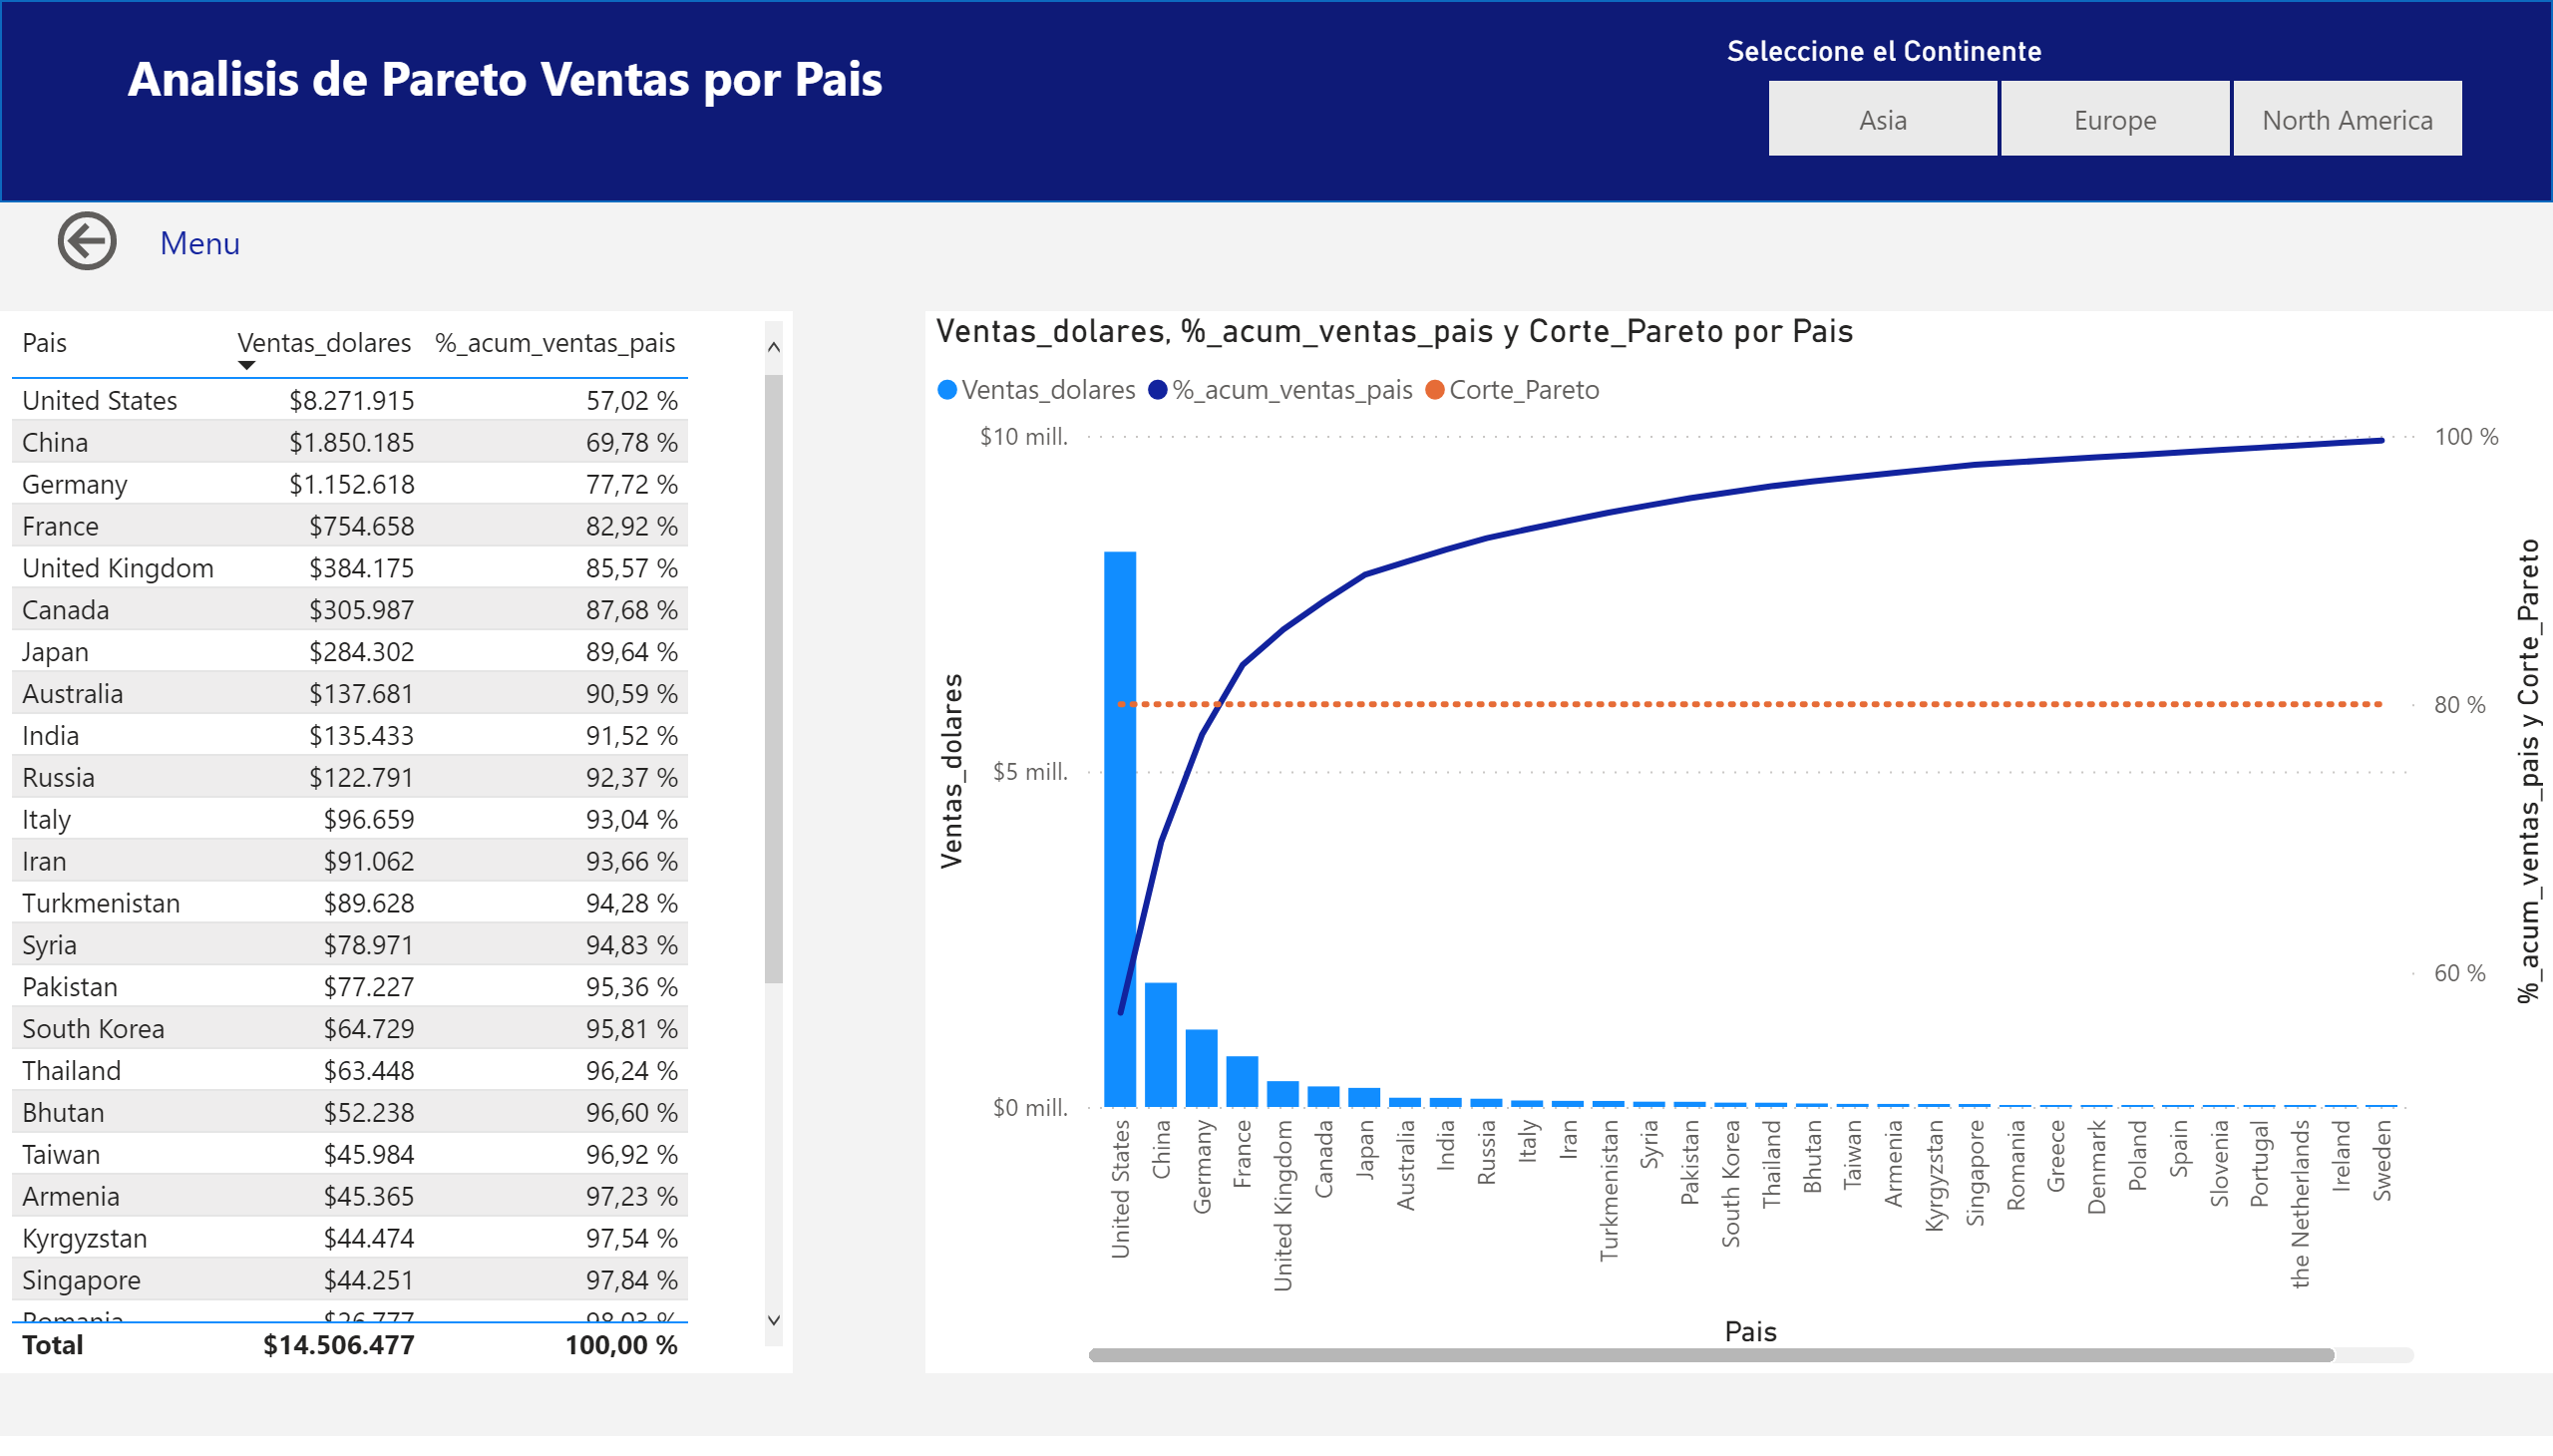 Analisis de Pareto Ventas por Pais
Seleccione el Continente
Asia Europe North America
Menu
Pais Ventas_dolares %_acum_ventas_pais
United States $8.271.915 57,02 %
China $1.850.185 69,78 %
Germany $1.152.618 77,72 %
France $754.658 82,92 %
United Kingdom $384.175 85,57 %
Canada $305.987 87,68 %
Japan $284.302 89,64 %
Australia $137.681 90,59 %
India $135.433 91,52 %
Russia $122.791 92,37 %
Italy $96.659 93,04 %
Iran $91.062 93,66 %
Turkmenistan $89.628 94,28 %
Syria $78.971 94,83 %
Pakistan $77.227 95,36 %
South Korea $64.729 95,81 %
Thailand $63.448 96,24 %
Bhutan $52.238 96,60 %
Taiwan $45.984 96,92 %
Armenia $45.365 97,23 %
Kyrgyzstan $44.474 97,54 %
Singapore $44.251 97,84 %
Romania $26.777 98,03 %
Total $14.506.477 100,00 %
Ventas_dolares, %_acum_ventas_pais y Corte_Pareto por Pais
Ventas_dolares %_acum_ventas_pais Corte_Pareto
$10 mill.
$5 mill.
$0 mill.
Ventas_dolares
100 %
80 %
60 %
%_acum_ventas_pais y Corte_Pareto
United States
China
Germany
France
United Kingdom
Canada
Japan
Australia
India
Russia
Italy
Iran
Turkmenistan
Syria
Pakistan
South Korea
Thailand
Bhutan
Taiwan
Armenia
Kyrgyzstan
Singapore
Romania
Greece
Denmark
Poland
Spain
Slovenia
Portugal
the Netherlands
Ireland
Sweden
Pais